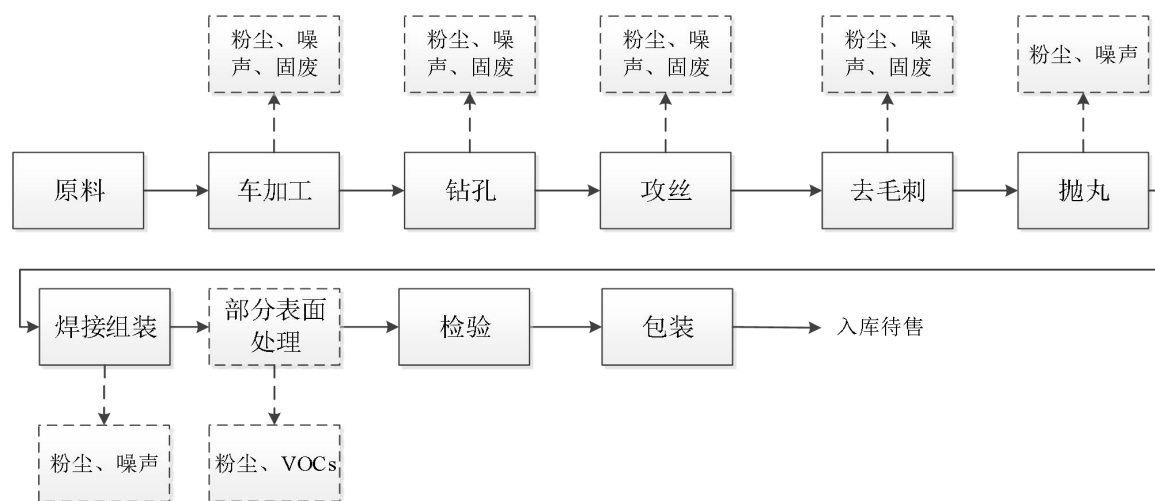 粉尘、噪
声、固废
粉尘、噪
声、固废
粉尘、噪
声、固废
粉尘、噪
声、固废
粉尘、噪声
原料
车加工
钻孔
攻丝
去毛刺
抛丸
焊接组装
部分表面
处理
检验
包装
入库待售
粉尘、噪声
粉尘、VOCs